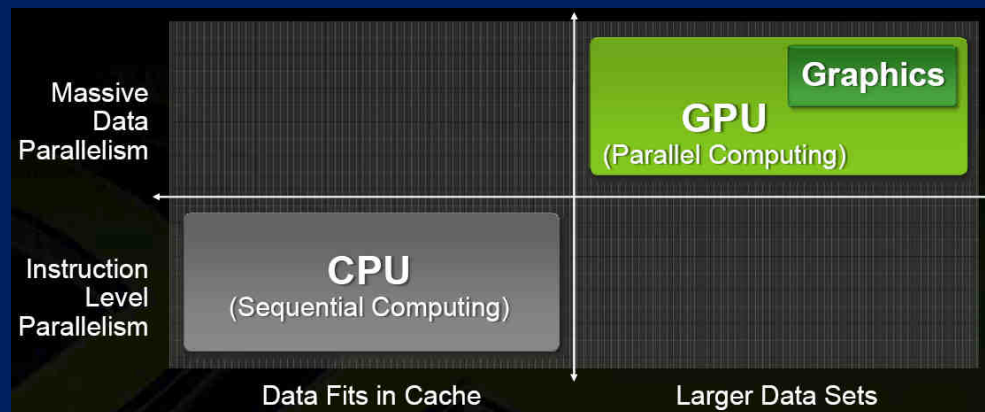 Massive
Data
Parallelism
Graphics
GPU
(Parallel Computing)
Instruction
Level
Parallelism
CPU
(Sequential Computing)
Data Fits in Cache
Larger Data Sets